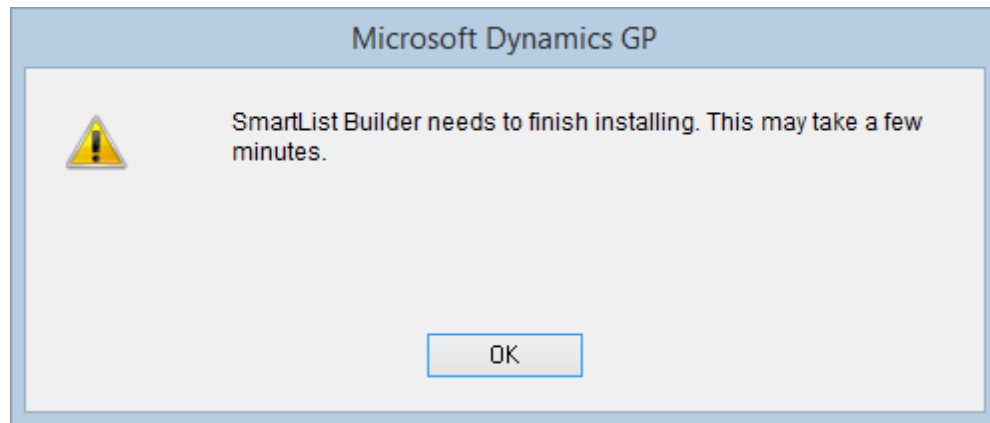 Microsoft Dynamics GP
SmartList Builder needs to finish installing. This may take a few
minutes.
OK